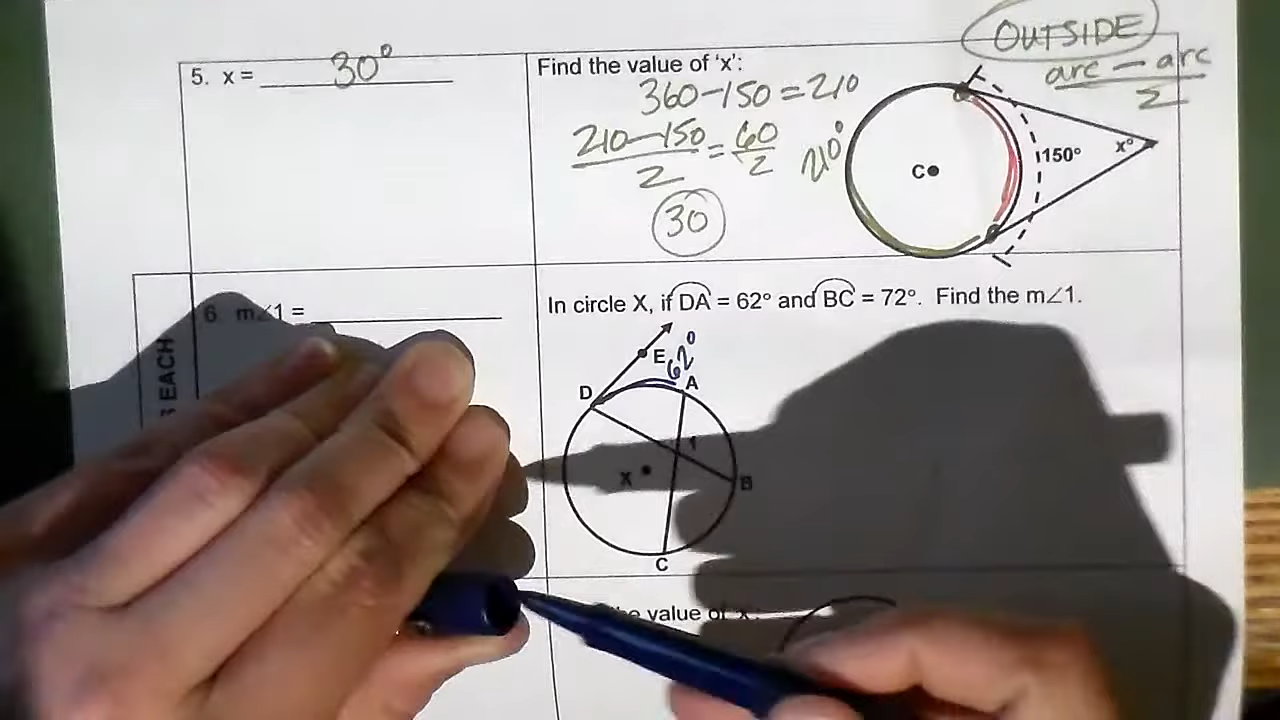 OUTSIDE
arc - arc
2
5. x = 30°
Find the value of ‘x’:
360-150=210
210-150 = 60
2 2
30
210°
C
150°
x°
6. m∠1 =
In circle X, if DA = 62° and BC = 72°. Find the m∠1.
EACH
E
62°
D
A
1
X
B
C
value of